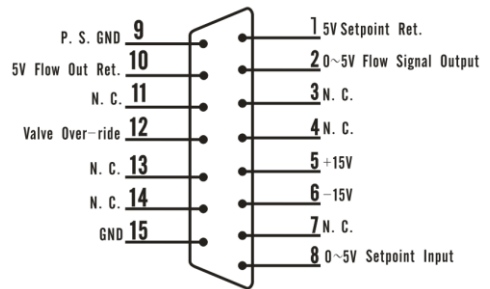 P. S. GND 9
5V Flow Out Ret. 10
N. C. 11
Valve Over-ride 12
N. C. 13
N. C. 14
GND 15
1 5V Setpoint Ret.
2 0~5V Flow Signal Output
3 N. C.
4 N. C.
5 +15V
6 -15V
7 N. C.
8 0~5V Setpoint Input